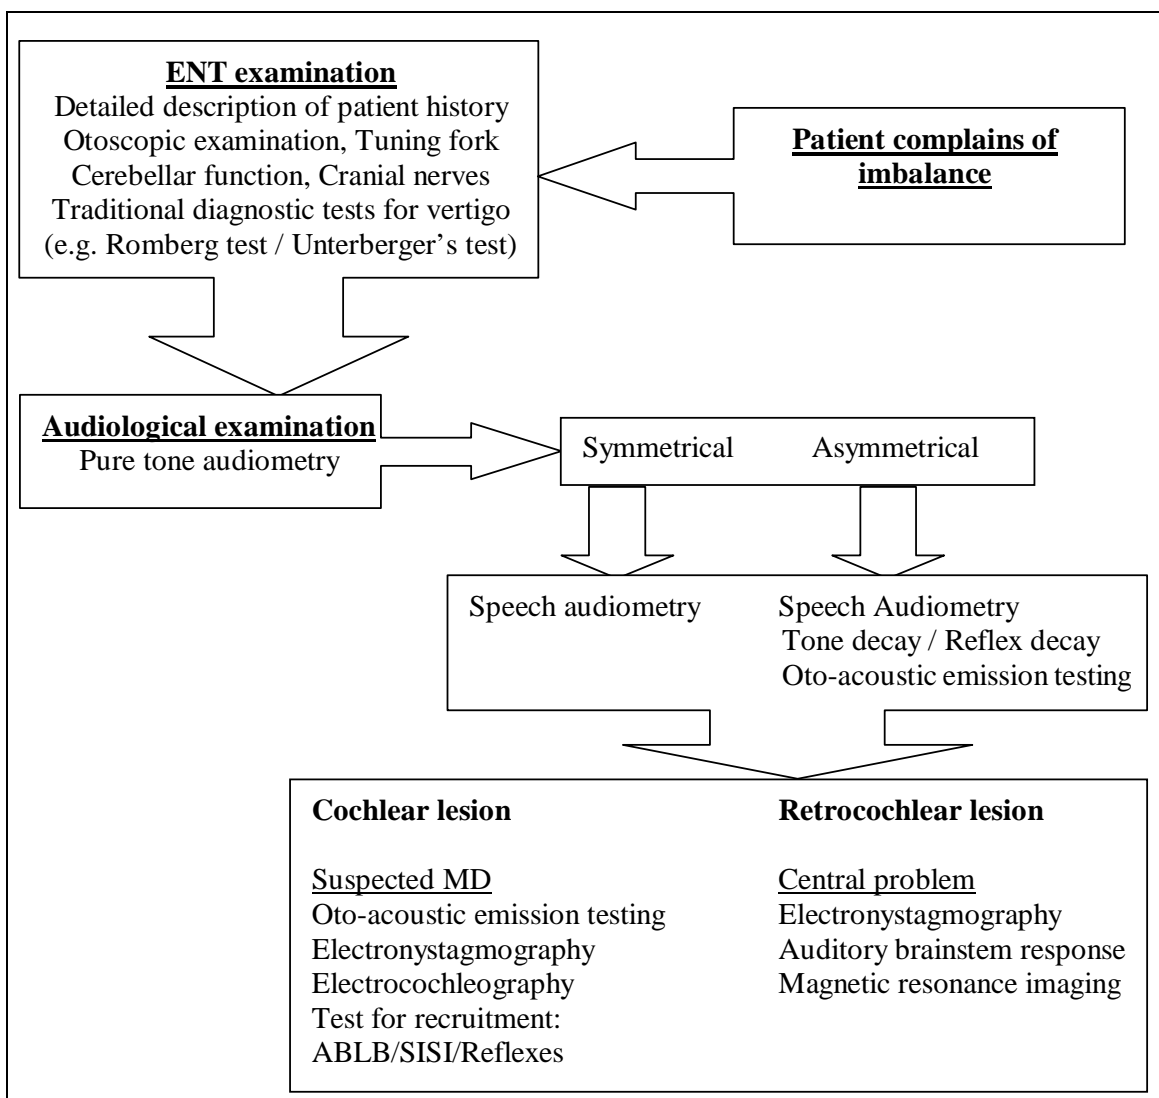 ENT examination
Detailed description of patient history
Otoscopic examination, Tuning fork
Cerebellar function, Cranial nerves
Traditional diagnostic tests for vertigo
(e.g. Romberg test / Unterberger’s test)
Patient complains of
imbalance
Audiological examination
Pure tone audiometry
Symmetrical Asymmetrical
Speech audiometry
Speech Audiometry
Tone decay / Reflex decay
Oto-acoustic emission testing
Cochlear lesion
Suspected MD
Oto-acoustic emission testing
Electronystagmography
Electrocochleography
Test for recruitment:
ABLB/SISI/Reflexes
Retrocochlear lesion
Central problem
Electronystagmography
Auditory brainstem response
Magnetic resonance imaging